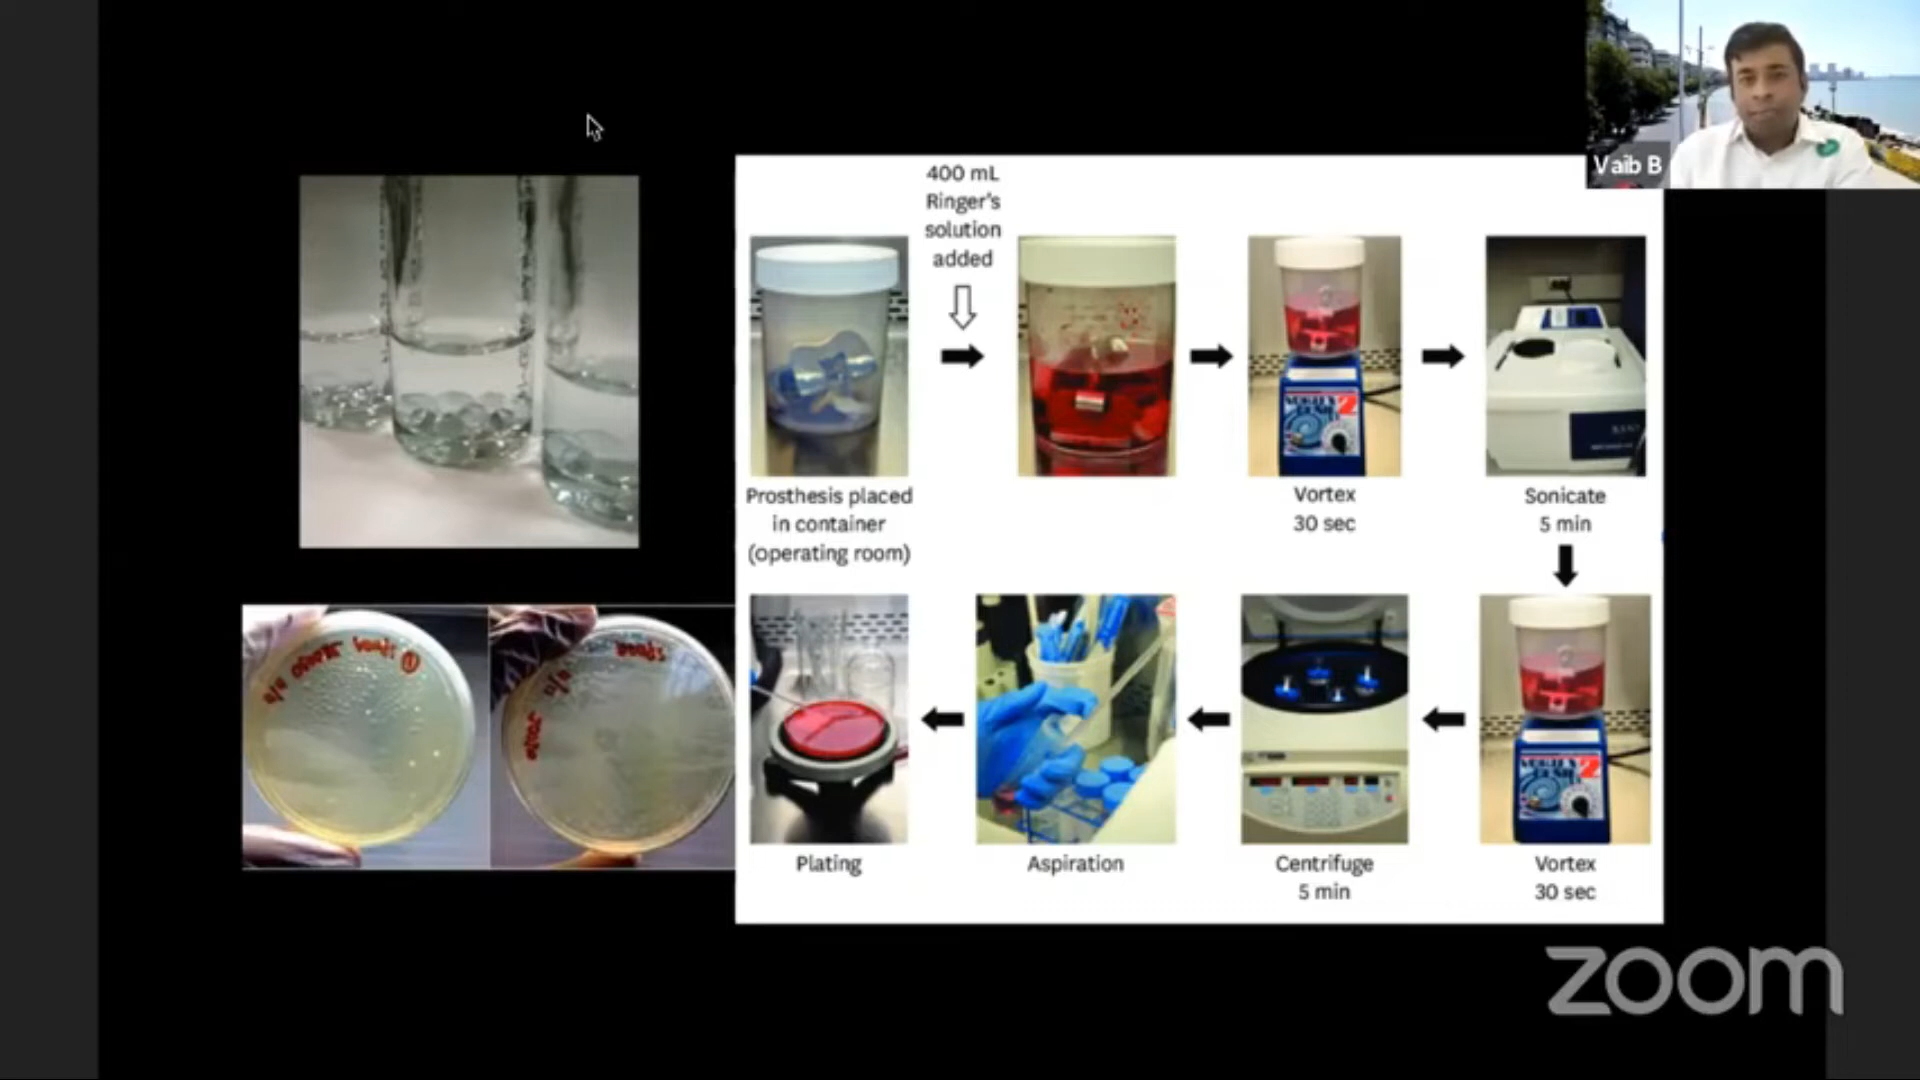 Vaib B
400 mL
Ringer's
solution
added
Prosthesis placed
in container
(operating room)
Vortex
30 sec
Sonicate
5 min
Plating
Aspiration
Centrifuge
5 min
Vortex
30 sec
zoom